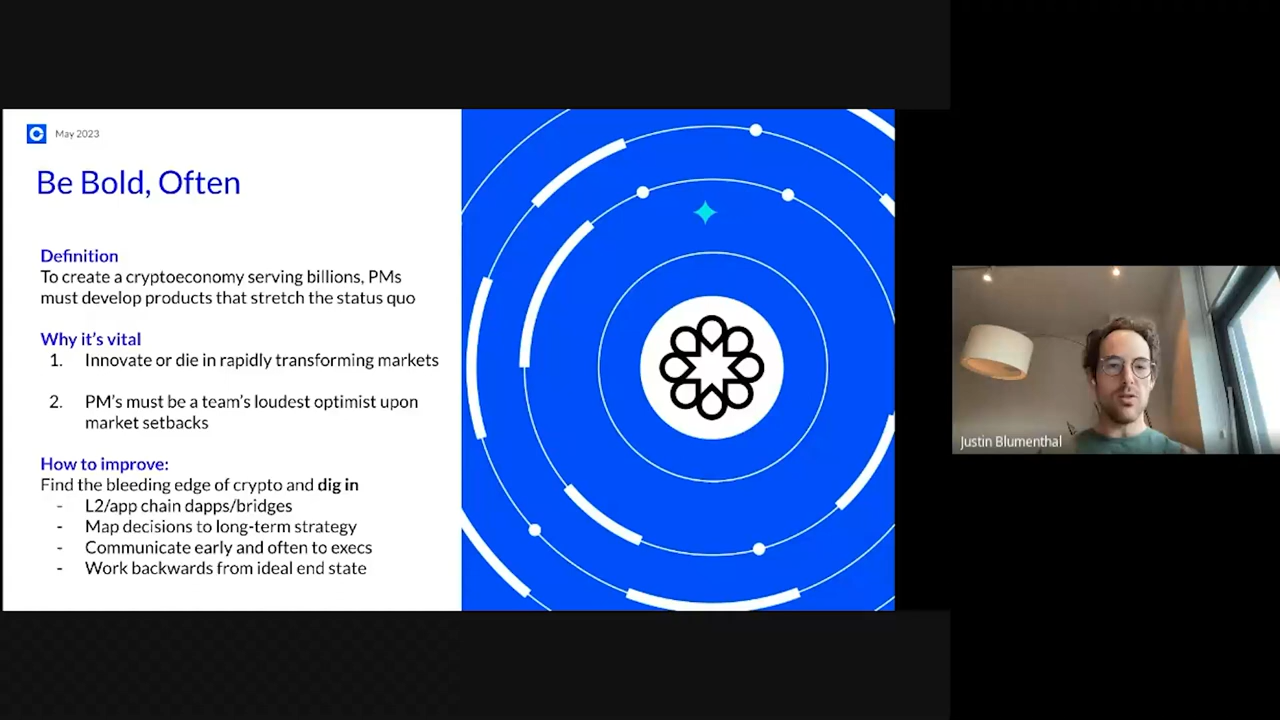 May 2023
Be Bold, Often
Definition
To create a cryptoeconomy serving billions, PMs
must develop products that stretch the status quo
Why it's vital
1. Innovate or die in rapidly transforming markets
2. PM's must be a team's loudest optimist upon
market setbacks
How to improve:
Find the bleeding edge of crypto and dig in
- L2/app chain dapps/bridges
- Map decisions to long-term strategy
- Communicate early and often to execs
- Work backwards from ideal end state
Justin Blumenthal